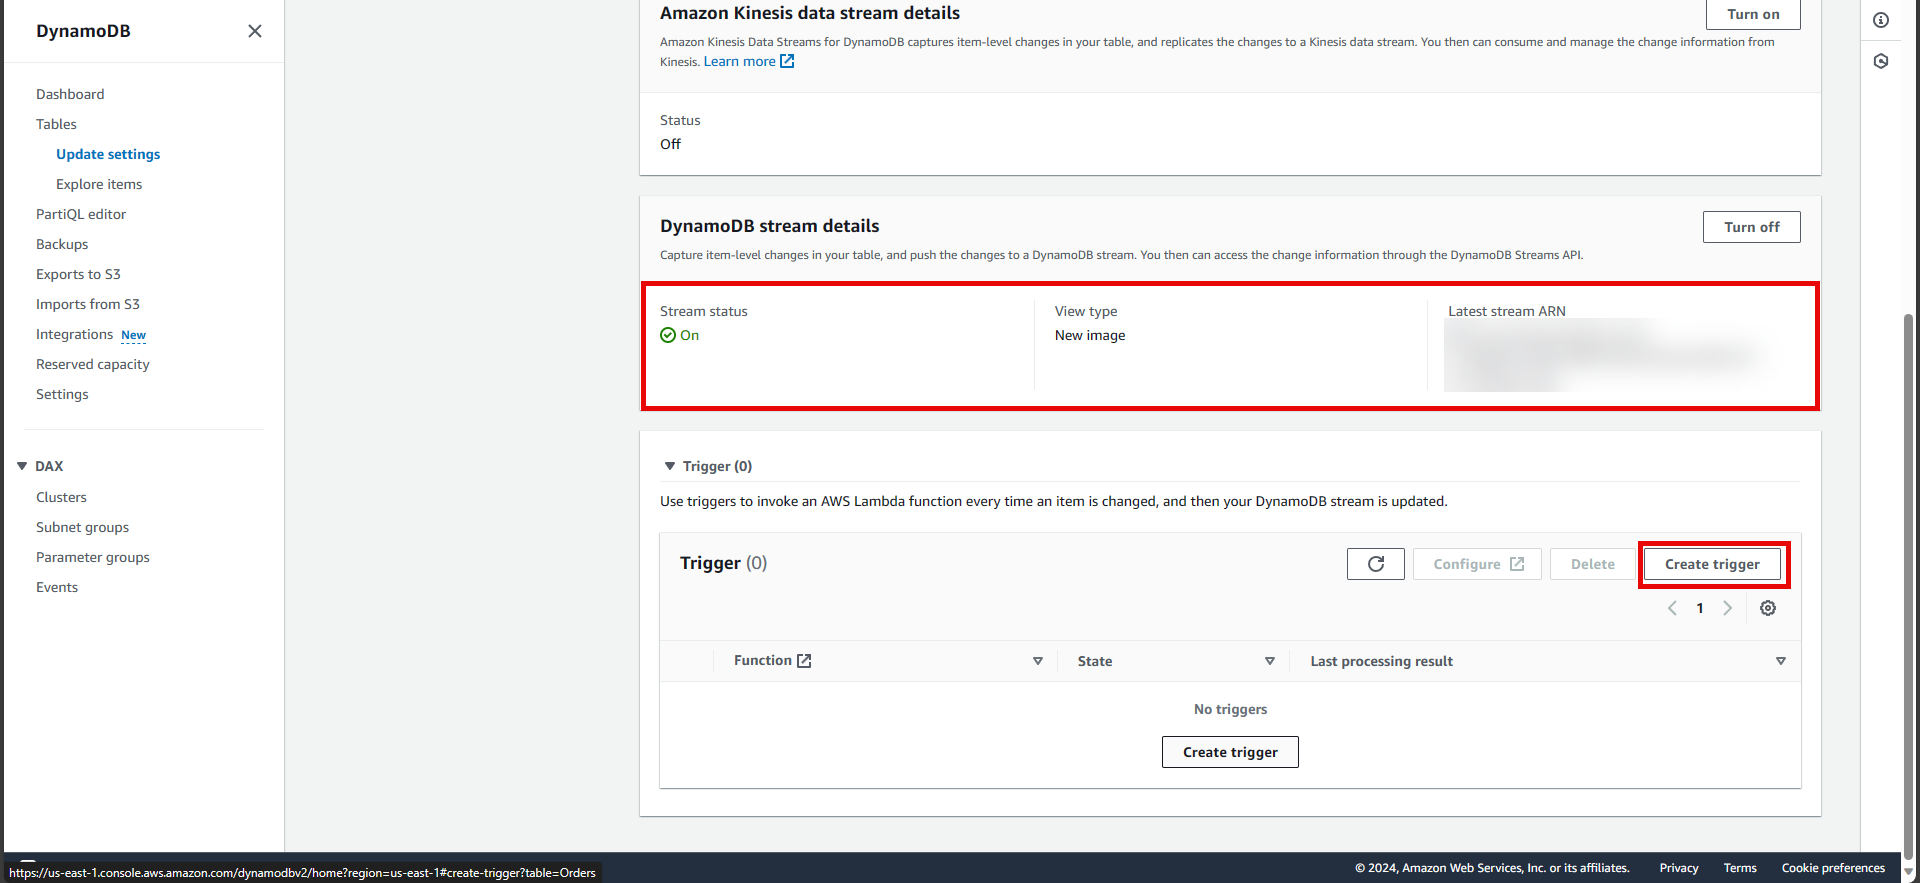 DynamoDB
Dashboard
Tables
Update settings
Explore items
PartiQL editor
Backups
Exports to S3
Imports from S3
Integrations New
Reserved capacity
Settings
DAX
Clusters
Subnet groups
Parameter groups
Events
Amazon Kinesis data stream details
Turn on
Amazon Kinesis Data Streams for DynamoDB captures item-level changes in your table, and replicates the changes to a Kinesis data stream. You then can consume and manage the change information from
Kinesis. Learn more
Status
Off
DynamoDB stream details
Turn off
Capture item-level changes in your table, and push the changes to a DynamoDB stream. You then can access the change information through the DynamoDB Streams API.
Stream status
On
View type
New image
Latest stream ARN
Trigger (0)
Use triggers to invoke an AWS Lambda function every time an item is changed, and then your DynamoDB stream is updated.
Trigger (0)
Configure
Delete
Create trigger
1
Function
State
Last processing result
No triggers
Create trigger
© 2024, Amazon Web Services, Inc. or its affiliates.
Privacy
Terms
Cookie preferences
https://us-east-1.console.aws.amazon.com/dynamodbv2/home?region=us-east-1#create-trigger?table=Orders